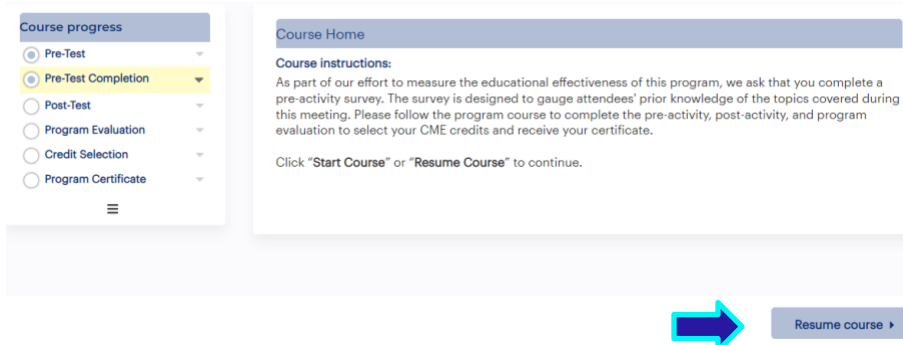 Course progress
Pre-Test
Pre-Test Completion
Post-Test
Program Evaluation
Credit Selection
Program Certificate
Course Home
Course instructions:
As part of our effort to measure the educational effectiveness of this program, we ask that you complete a
pre-activity survey. The survey is designed to gauge attendees' prior knowledge of the topics covered during
this meeting. Please follow the program course to complete the pre-activity, post-activity, and program
evaluation to select your CME credits and receive your certificate.
Click "Start Course" or "Resume Course" to continue.
Resume course